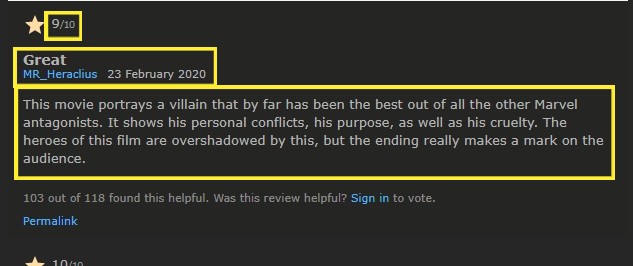 9/10
Great
MR_Heraclius 23 February 2020
This movie portrays a villain that by far has been the best out of all the other Marvel
antagonists. It shows his personal conflicts, his purpose, as well as his cruelty. The
heroes of this film are overshadowed by this, but the ending really makes a mark on the
audience.
103 out of 118 found this helpful. Was this review helpful? Sign in to vote.
Permalink
10/10